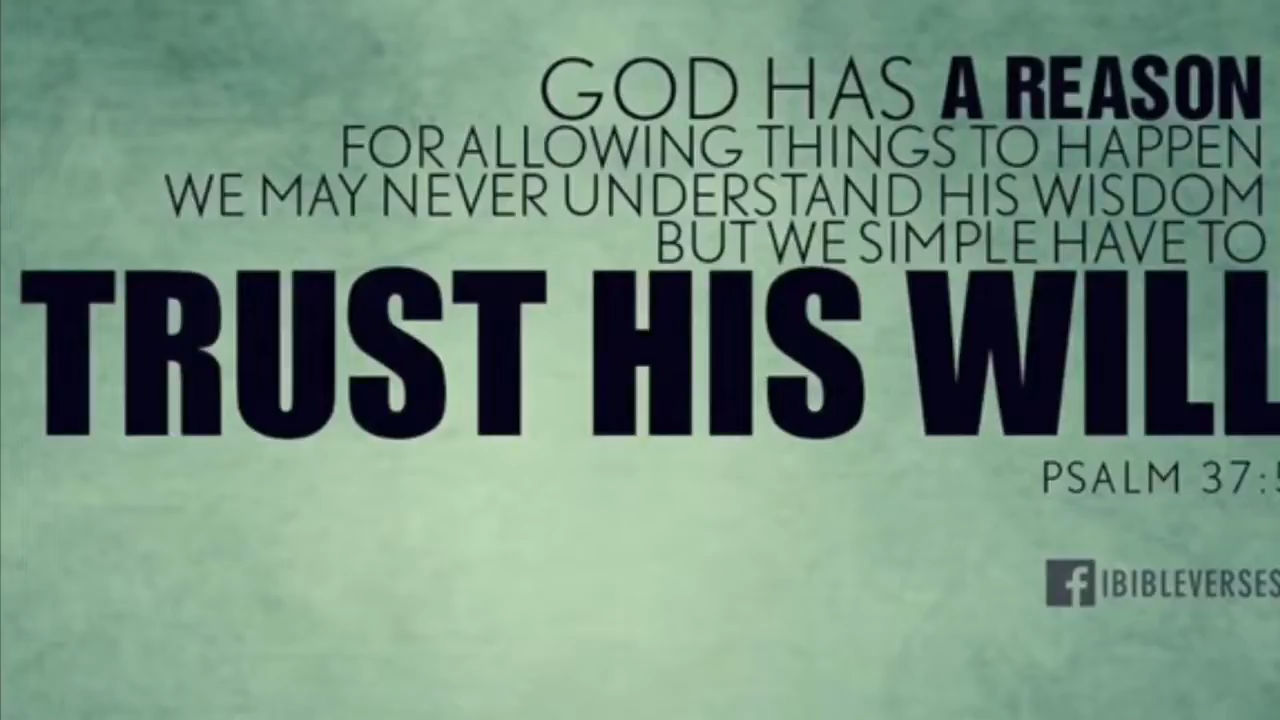 GOD HAS A REASON
FOR ALLOWING THINGS TO HAPPEN
WE MAY NEVER UNDERSTAND HIS WISDOM
BUT WE SIMPLE HAVE TO
TRUST HIS WILL
PSALM 37:5
IBIBLEVERSES